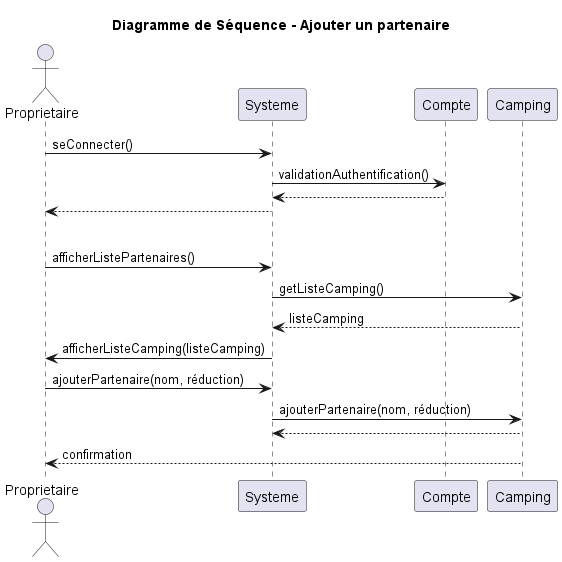 Diagramme de Séquence - Ajouter un partenaire
Proprietaire
Systeme
Compte
Camping
seConnecter()
validationAuthentification()
afficherListePartenaires()
getListeCamping()
listeCamping
afficherListeCamping(listeCamping)
ajouterPartenaire(nom, réduction)
ajouterPartenaire(nom, réduction)
confirmation
Proprietaire
Systeme
Compte
Camping